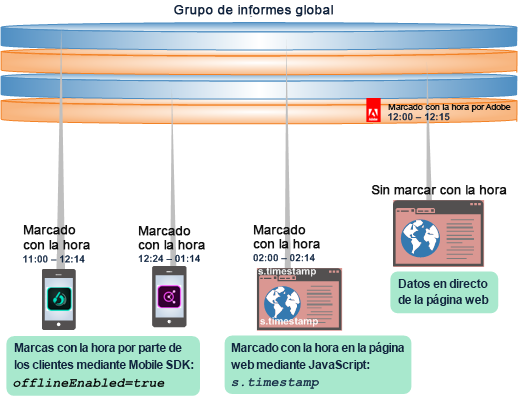 Grupo de informes global
Marcado con la hora por Adobe
12:00 – 12:15
Sin marcar con la hora
Marcado
con la hora
11:00 – 12:14
Marcado
con la hora
12:24 – 01:14
Marcado
con la hora
02:00 – 02:14
s.timestamp
s.timestamp
Datos en directo
de la página web
Marcas con la hora por parte de
los clientes mediante Mobile SDK:
offlineEnabled=true
Marcado con la hora en la página
web mediante JavaScript:
s.timestamp